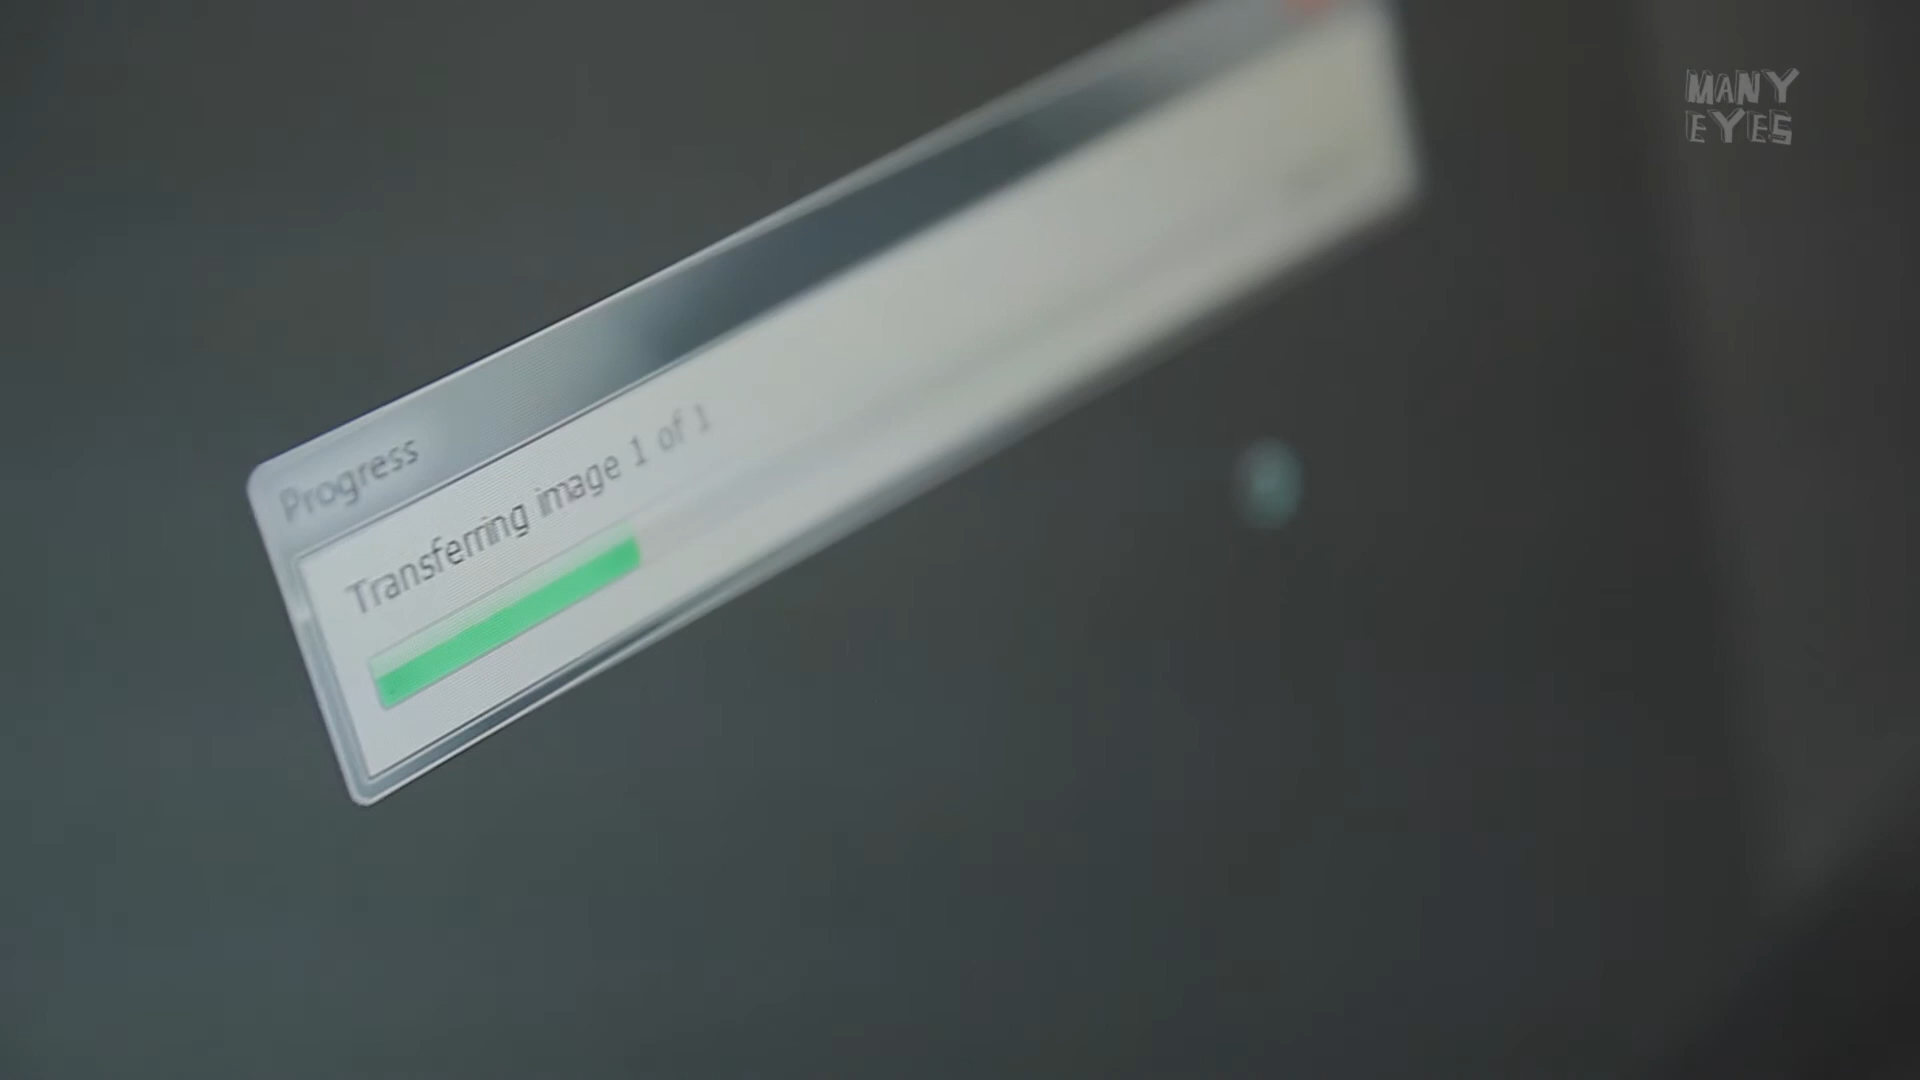 MANY
EYES
Progress
Transferring image 1 of 1